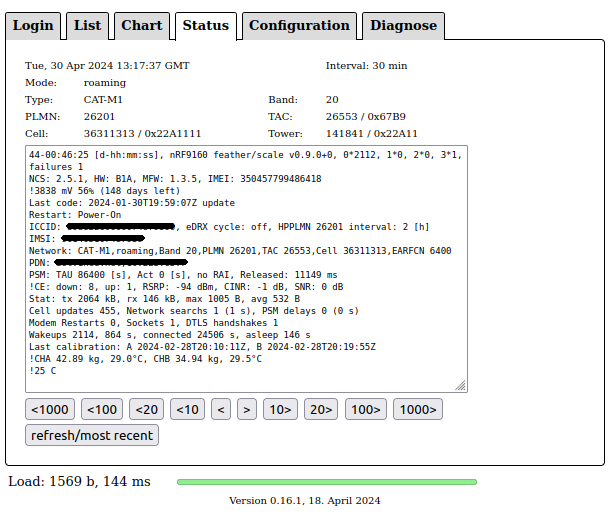 Login List Chart Status Configuration Diagnose
Tue, 30 Apr 2024 13:17:37 GMT Interval: 30 min
Mode: roaming
Type: CAT-M1 Band: 20
PLMN: 26201 TAC: 26553 / 0x67B9
Cell: 36311313 / 0x22A1111 Tower: 141841 / 0x22A11
44-00:46:25 [d-hh:mm:ss], nRF9160 feather/scale v0.9.0+0, 0*2112, 1*0, 2*0, 3*1,
failures 1
NCS: 2.5.1, HW: B1A, MFW: 1.3.5, IMEI: 350457799486418
!3838 mV 56% (148 days left)
Last code: 2024-01-30T19:59:07Z update
Restart: Power-On
ICCID: , eDRX cycle: off, HPPLMN 26201 interval: 2 [h]
IMSI:
Network: CAT-M1,roaming,Band 20,PLMN 26201,TAC 26553,Cell 36311313,EARFCN 6400
PDN:
PSM: TAU 86400 [s], Act 0 [s], no RAI, Released: 11149 ms
!CE: down: 8, up: 1, RSRP: -94 dBm, CINR: -1 dB, SNR: 0 dB
Stat: tx 2064 kB, rx 146 kB, max 1005 B, avg 532 B
Cell updates 455, Network searchs 1 (1 s), PSM delays 0 (0 s)
Modem Restarts 0, Sockets 1, DTLS handshakes 1
Wakeups 2114, 864 s, connected 24506 s, asleep 146 s
Last calibration: A 2024-02-28T20:10:11Z, B 2024-02-28T20:19:55Z
!CHA 42.89 kg, 29.0°C, CHB 34.94 kg, 29.5°C
!25 C
<1000 <100 <20 <10 < > 10> 20> 100> 1000>
refresh/most recent
Load: 1569 b, 144 ms
Version 0.16.1, 18. April 2024